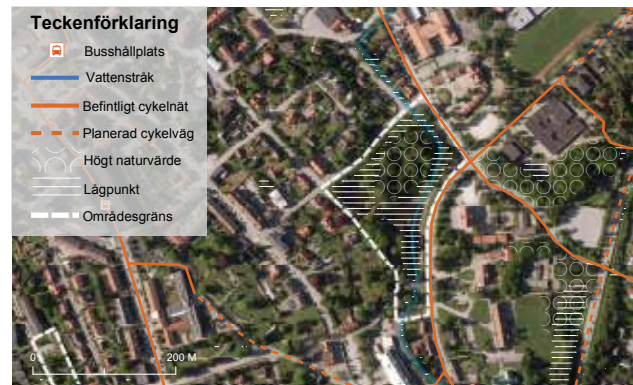 Teckenförklaring
Busshållplats
Vattenstråk
Befintligt cykelnät
Planerad cykelväg
Högt naturvärde
Lågpunkt
Områdesgräns
0 200 M